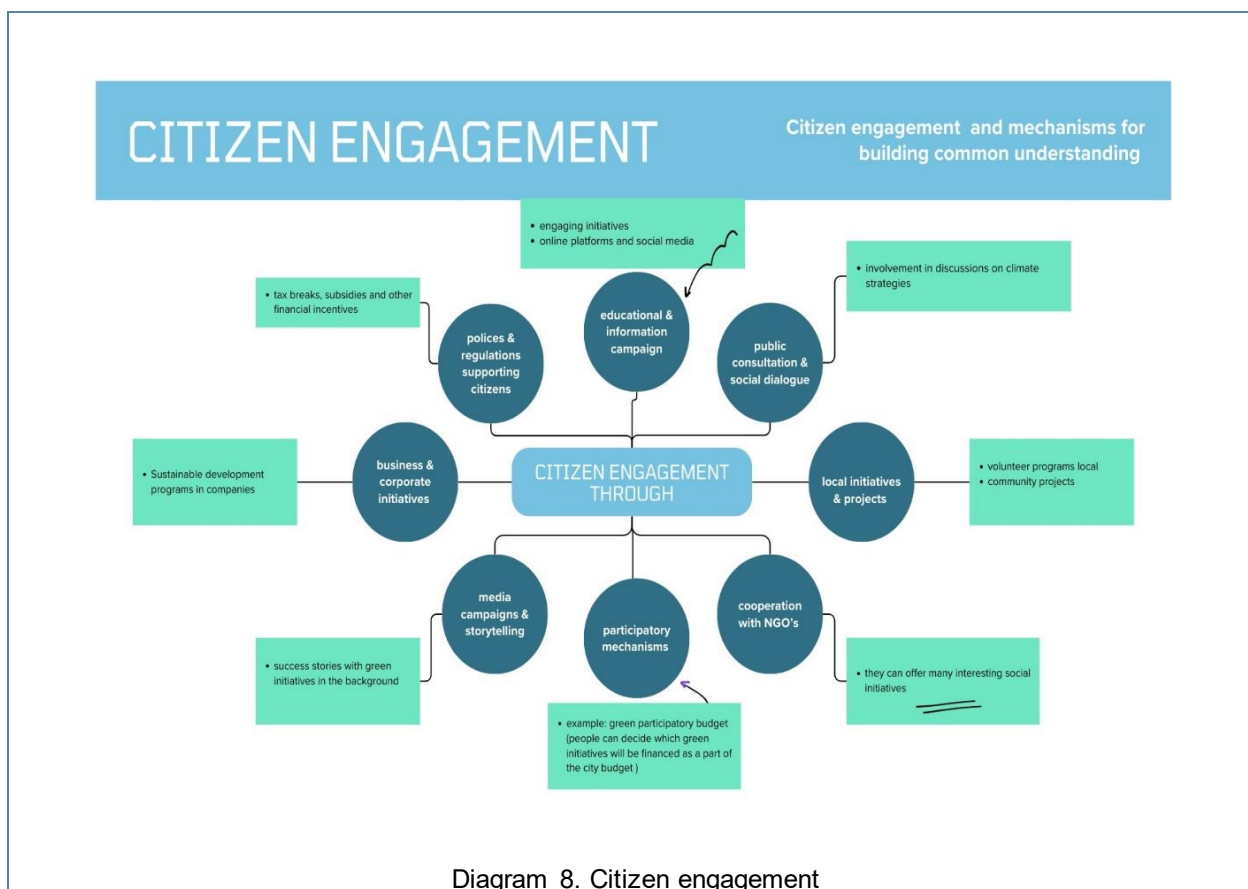 CITIZEN ENGAGEMENT
Citizen engagement and mechanisms for
building common understanding
• engaging initiatives
• online platforms and social media
• involvement in discussions on climate
strategies
• tax breaks, subsidies and other
financial incentives
polices &
regulations
supporting
citizens
educational &
information
campaign
public
consultation &
social dialogue
• Sustainable development
programs in companies
business &
corporate
initiatives
CITIZEN ENGAGEMENT
THROUGH
local initiatives
& projects
• volunteer programs local
• community projects
media
campaigns &
storytelling
participatory
mechanisms
cooperation
with NGO's
• success stories with green
initiatives in the background
• example: green participatory budget
(people can decide which green
initiatives will be financed as a part of
the city budget )
• they can offer many interesting social
initiatives
Diagram 8. Citizen engagement